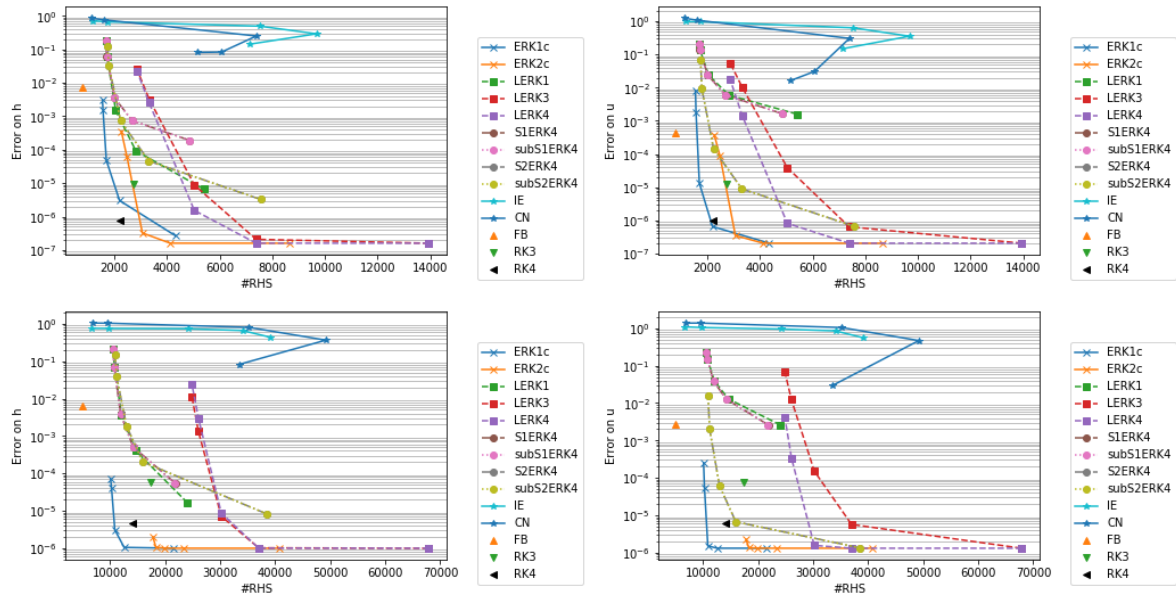 10⁰
10⁻¹
10⁻²
10⁻³
10⁻⁴
10⁻⁵
10⁻⁶
10⁻⁷
Error on h
2000 4000 6000 8000 10000 12000 14000
#RHS
ERK1c
ERK2c
LERK1
LERK3
LERK4
S1ERK4
subS1ERK4
S2ERK4
subS2ERK4
IE
CN
FB
RK3
RK4
10⁰
10⁻¹
10⁻²
10⁻³
10⁻⁴
10⁻⁵
10⁻⁶
10⁻⁷
Error on u
2000 4000 6000 8000 10000 12000 14000
#RHS
ERK1c
ERK2c
LERK1
LERK3
LERK4
S1ERK4
subS1ERK4
S2ERK4
subS2ERK4
IE
CN
FB
RK3
RK4
10⁰
10⁻¹
10⁻²
10⁻³
10⁻⁴
10⁻⁵
10⁻⁶
Error on h
10000 20000 30000 40000 50000 60000 70000
#RHS
ERK1c
ERK2c
LERK1
LERK3
LERK4
S1ERK4
subS1ERK4
S2ERK4
subS2ERK4
IE
CN
FB
RK3
RK4
10⁰
10⁻¹
10⁻²
10⁻³
10⁻⁴
10⁻⁵
10⁻⁶
Error on u
10000 20000 30000 40000 50000 60000 70000
#RHS
ERK1c
ERK2c
LERK1
LERK3
LERK4
S1ERK4
subS1ERK4
S2ERK4
subS2ERK4
IE
CN
FB
RK3
RK4